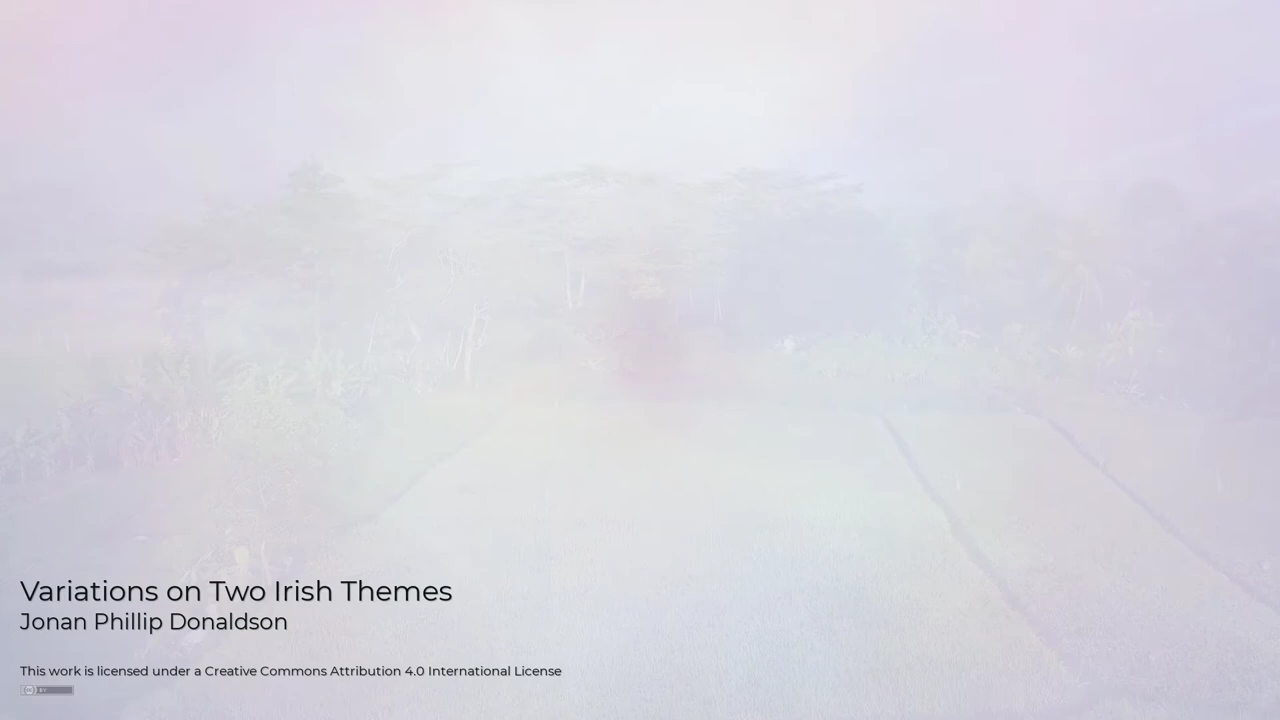 Variations on Two Irish Themes
Jonan Phillip Donaldson
This work is licensed under a Creative Commons Attribution 4.0 International License
BY